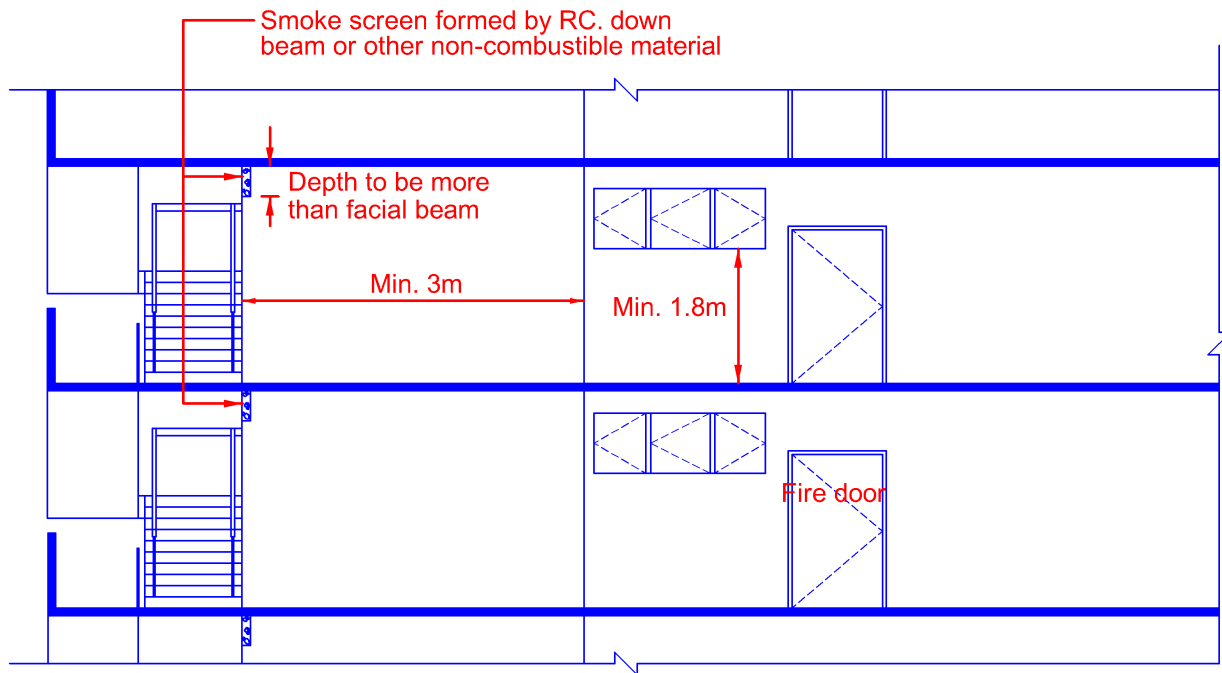 Smoke screen formed by RC. down
beam or other non-combustible material
Depth to be more
than facial beam
Min. 3m
Min. 1.8m
Fire door